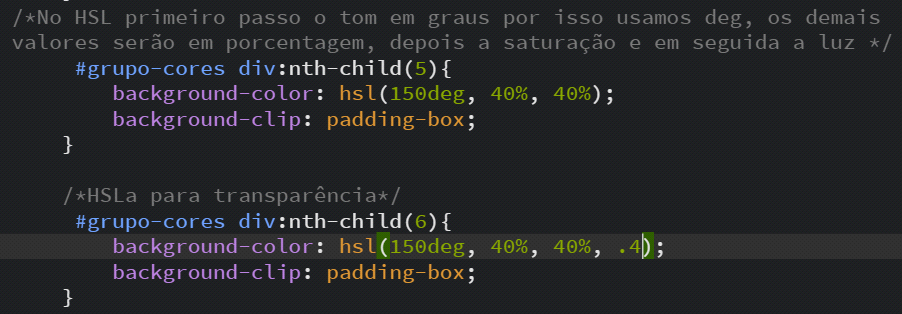 /*No HSL primeiro passo o tom em graus por isso usamos deg, os demais
valores serão em porcentagem, depois a saturação e em seguida a luz */
#grupo-cores div:nth-child(5){
background-color: hsl(150deg, 40%, 40%);
background-clip: padding-box;
}
/*HSLa para transparência*/
#grupo-cores div:nth-child(6){
background-color: hsl(150deg, 40%, 40%, .4);
background-clip: padding-box;
}